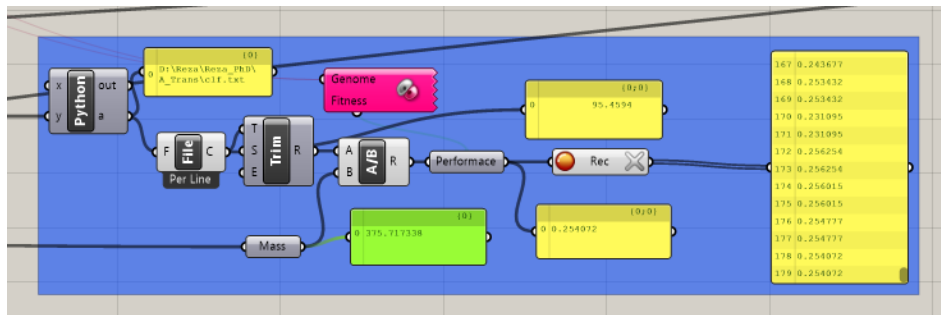 x
y
Python
out
a
{0}
0
D:\Reza\Reza_PhD\
A_Trans\clf.txt
Genome
Fitness
F
File
C
Per Line
T
S
E
Trim
R
A
B
A/B
R
Performace
{0;0}
0
95.4594
Rec
Mass
{0}
0 375.717338
{0;0}
0 0.254072
167 0.243677
168 0.253432
169 0.253432
170 0.231095
171 0.231095
172 0.256254
173 0.256254
174 0.256015
175 0.256015
176 0.254777
177 0.254777
178 0.254072
179 0.254072